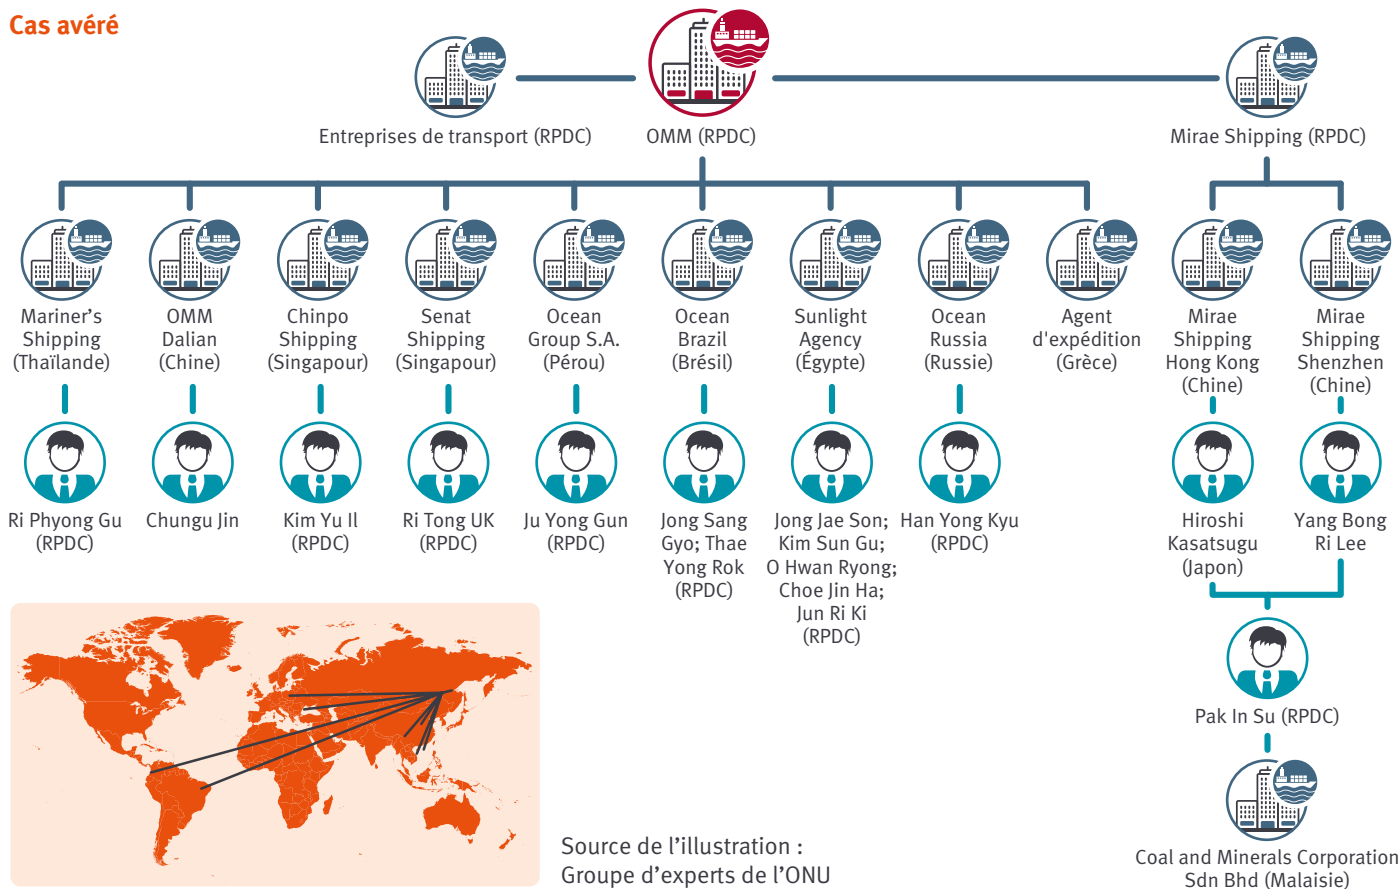 Cas avéré
Entreprises de transport (RPDC)
OMM (RPDC)
Mirae Shipping (RPDC)
Mariner’s
Shipping
(Thaïlande)
OMM
Dalian
(Chine)
Chinpo
Shipping
(Singapour)
Senat
Shipping
(Singapour)
Ocean
Group S.A.
(Pérou)
Ocean
Brazil
(Brésil)
Sunlight
Agency
(Égypte)
Ocean
Russia
(Russie)
Agent
d'expédition
(Grèce)
Mirae
Shipping
Hong Kong
(Chine)
Mirae
Shipping
Shenzhen
(Chine)
Ri Phyong Gu
(RPDC)
Chungu Jin
Kim Yu Il
(RPDC)
Ri Tong UK
(RPDC)
Ju Yong Gun
(RPDC)
Jong Sang
Gyo; Thae
Yong Rok
(RPDC)
Jong Jae Son;
Kim Sun Gu;
O Hwan Ryong;
Choe Jin Ha;
Jun Ri Ki
(RPDC)
Han Yong Kyu
(RPDC)
Hiroshi
Kasatsugu
(Japon)
Yang Bong
Ri Lee
Pak In Su (RPDC)
Coal and Minerals Corporation
Sdn Bhd (Malaisie)
Source de l’illustration :
Groupe d’experts de l’ONU